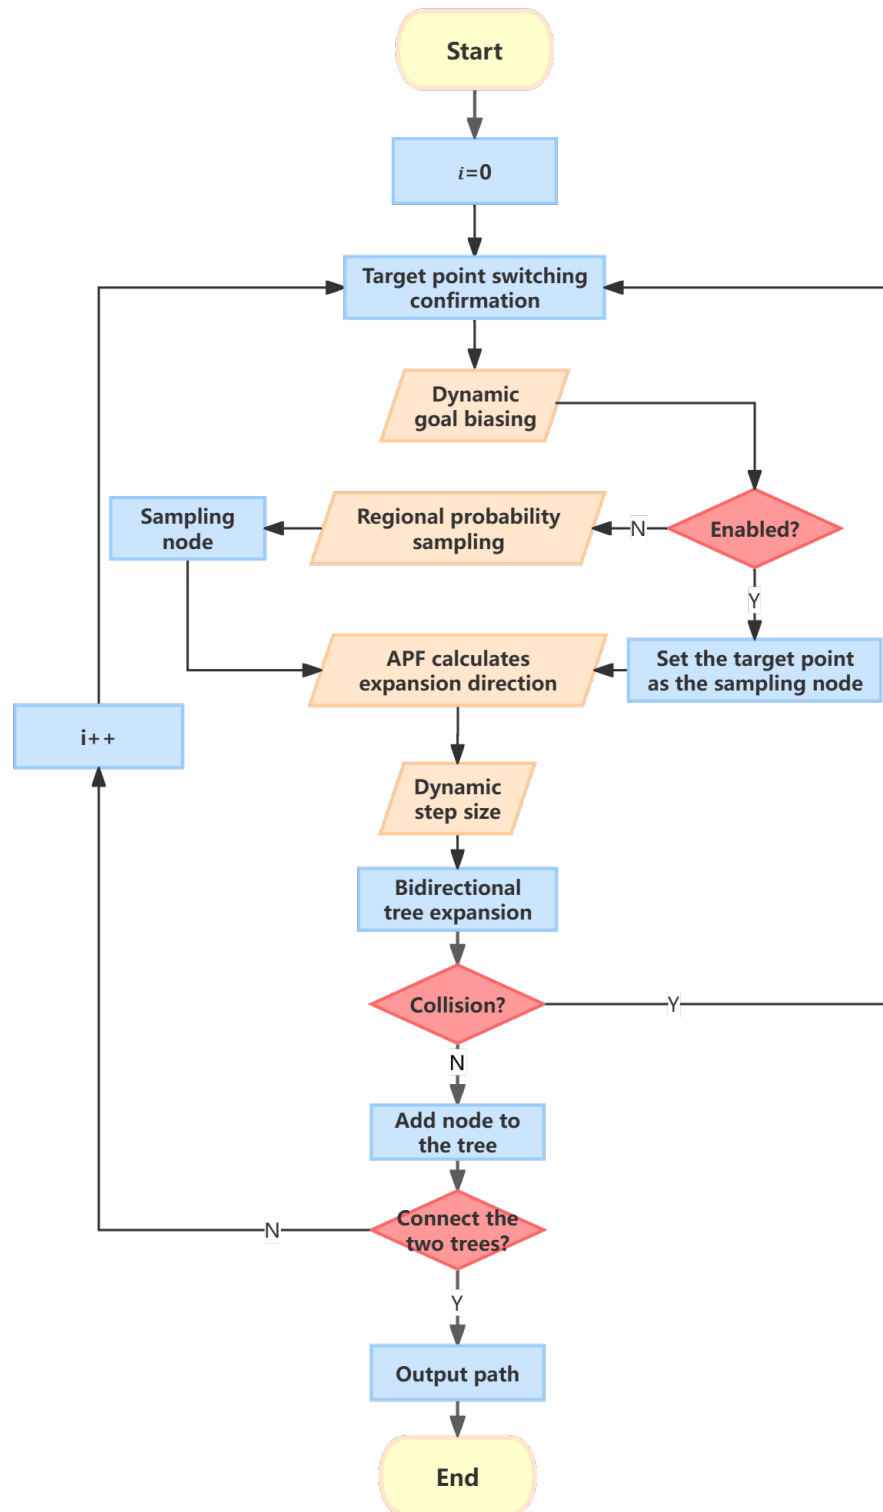 Start
i=0
Target point switching
confirmation
Dynamic
goal biasing
Sampling
node
Regional probability
sampling
N
Enabled?
Y
APF calculates
expansion direction
Set the target point
as the sampling node
i++
Dynamic
step size
Bidirectional
tree expansion
Collision?
Y
N
Add node to
the tree
Connect the
two trees?
N
Y
Output path
End